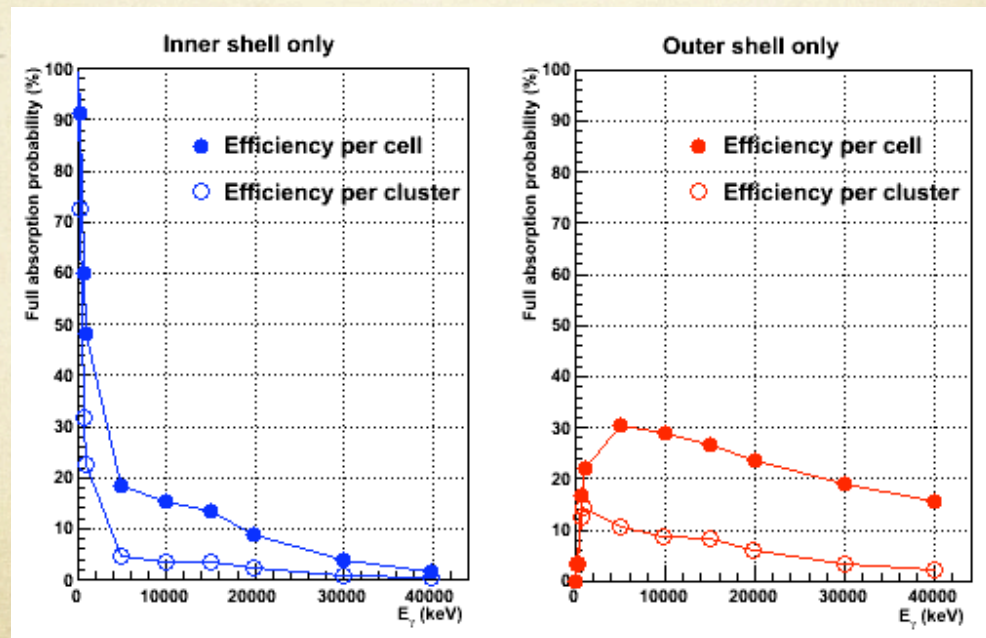 Inner shell only
Full absorption probability (%)
100
90
80
70
60
50
40
30
20
10
0
Efficiency per cell
Efficiency per cluster
0 10000 20000 30000 40000
Eγ (keV)
Outer shell only
Full absorption probability (%)
100
90
80
70
60
50
40
30
20
10
0
Efficiency per cell
Efficiency per cluster
0 10000 20000 30000 40000
Eγ (keV)